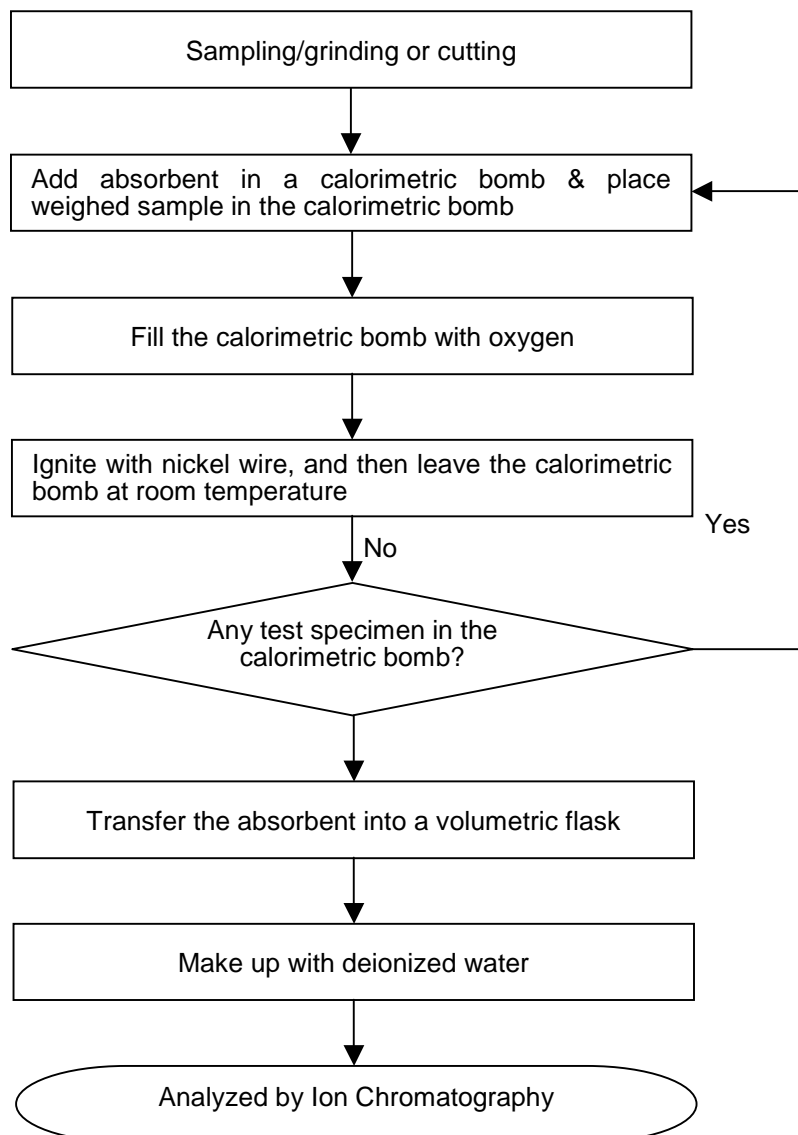 Sampling/grinding or cutting
Add absorbent in a calorimetric bomb & place
weighed sample in the calorimetric bomb
Fill the calorimetric bomb with oxygen
Ignite with nickel wire, and then leave the calorimetric
bomb at room temperature
Yes
No
Any test specimen in the
calorimetric bomb?
Transfer the absorbent into a volumetric flask
Make up with deionized water
Analyzed by Ion Chromatography